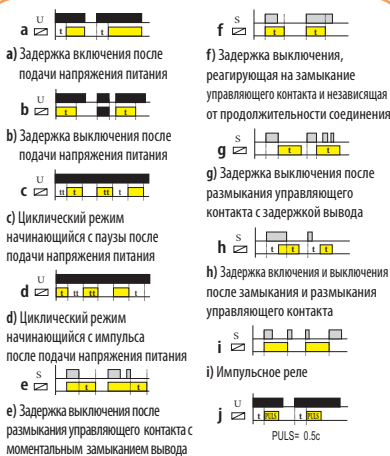 a U t t
а) Задержка включения после
подачи напряжения питания
b U t t
b) Задержка выключения после
подачи напряжения питания
c U tt t tt t
c) Циклический режим
начинающийся с паузы после
подачи напряжения питания
d U t tt tt t
d) Циклический режим
начинающийся с импульса
после подачи напряжения питания
e S t t
e) Задержка выключения после
размыкания управляющего контакта с
моментальным замыканием вывода
f S t t
f) Задержка выключения,
реагирующая на замыкание
управляющего контакта и независящая
от продолжительности соединения
g S t t
g) Задержка выключения после
размыкания управляющего
контакта с задержкой вывода
h S t t t t
h) Задержка включения и выключения
после замыкания и размыкания
управляющего контакта
i S
i) Импульсное реле
j U t PULS t PULS
PULS= 0.5c